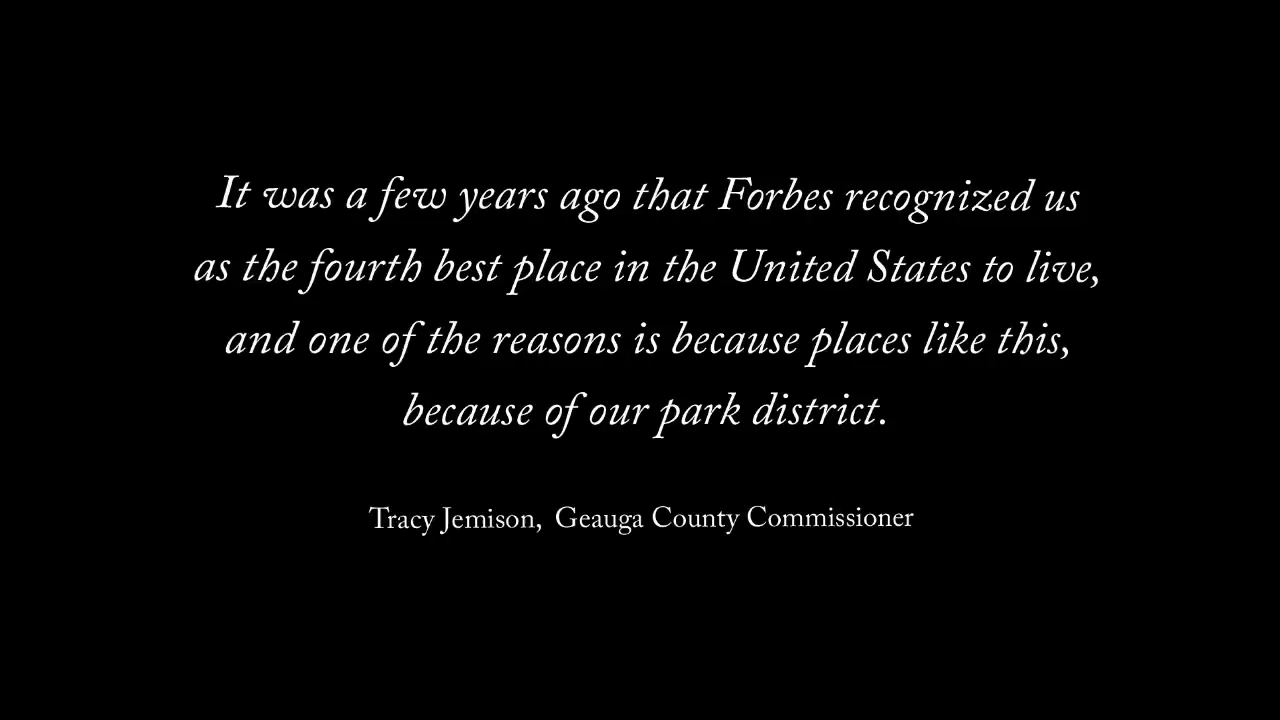 It was a few years ago that Forbes recognized us
as the fourth best place in the United States to live,
and one of the reasons is because places like this,
because of our park district.
Tracy Jemison, Geauga County Commissioner